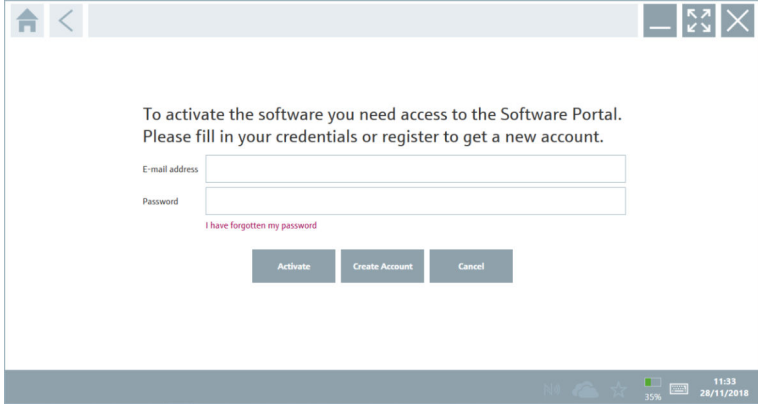 To activate the software you need access to the Software Portal.
Please fill in your credentials or register to get a new account.
E-mail address
Password
I have forgotten my password
Activate
Create Account
Cancel
35%
11:33
28/11/2018